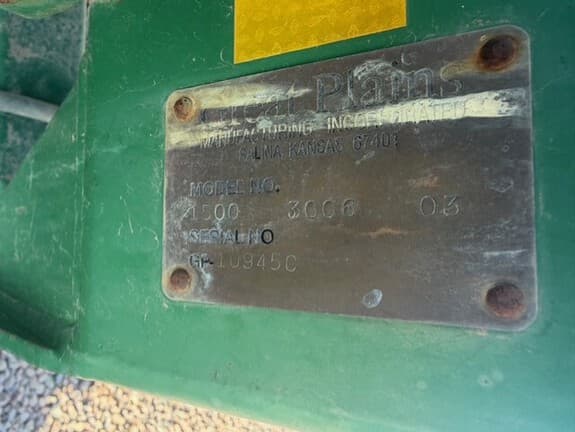 Great Plains
MANUFACTURING INCORPORATED
SALINA KANSAS 67401
MODEL NO.
1500 3006 03
SERIAL NO
GP-10945C